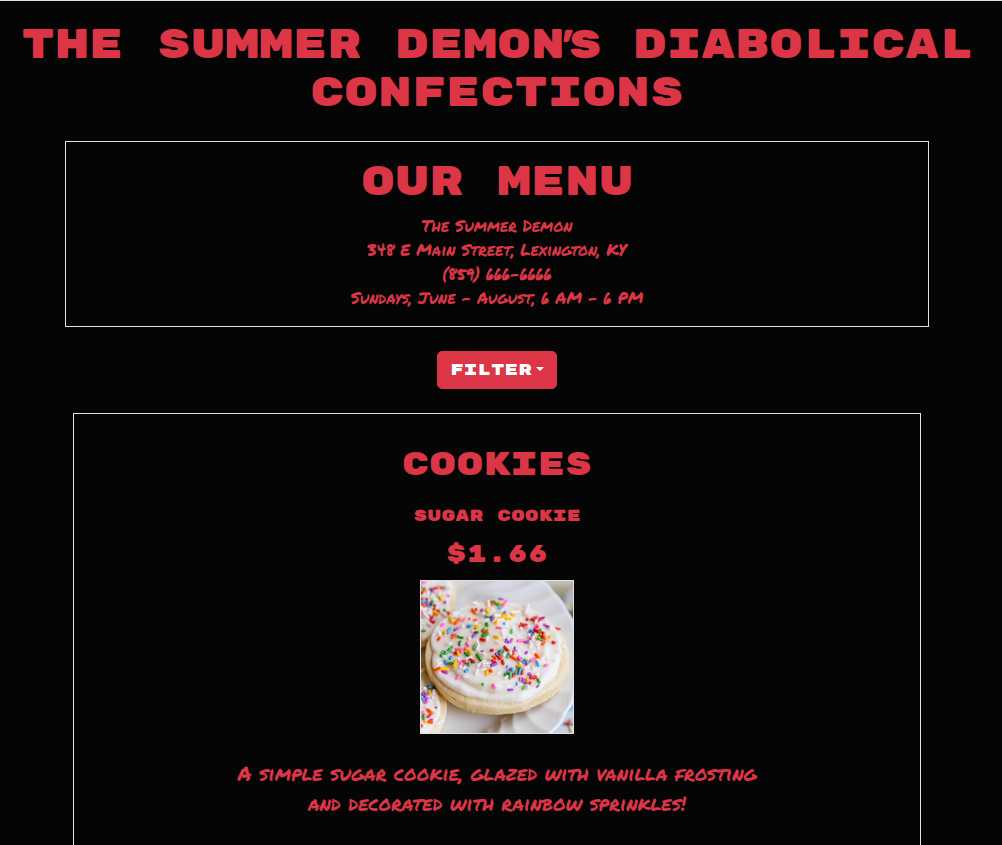 THE SUMMER DEMON'S DIABOLICAL
CONFECTIONS
OUR MENU
The Summer Demon
348 E Main Street, Lexington, KY
(859) 666-6666
Sundays, June - August, 6 AM - 6 PM
FILTER
COOKIES
SUGAR COOKIE
$1.66
A simple sugar cookie, glazed with vanilla frosting
and decorated with rainbow sprinkles!